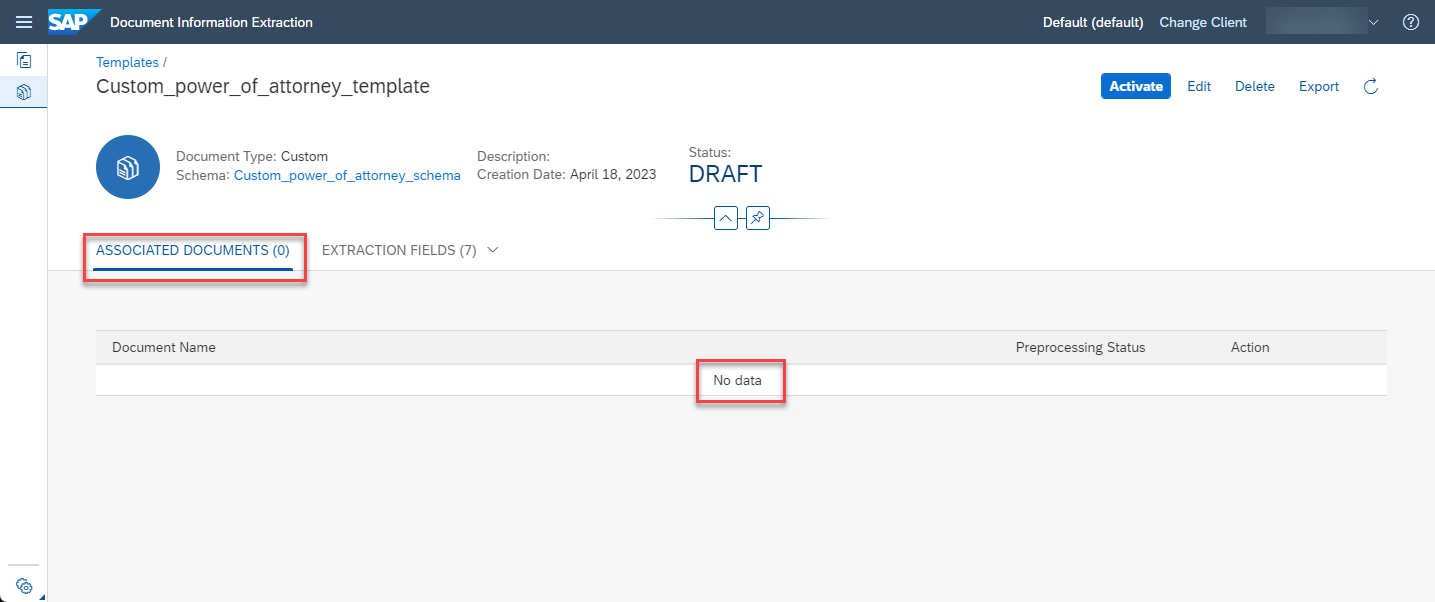 SAP Document Information Extraction Default (default) Change Client
Templates /
Custom_power_of_attorney_template
Activate Edit Delete Export
Document Type: Custom
Schema: Custom_power_of_attorney_schema
Description:
Creation Date: April 18, 2023
Status:
DRAFT
ASSOCIATED DOCUMENTS (0) EXTRACTION FIELDS (7)
Document Name Preprocessing Status Action
No data